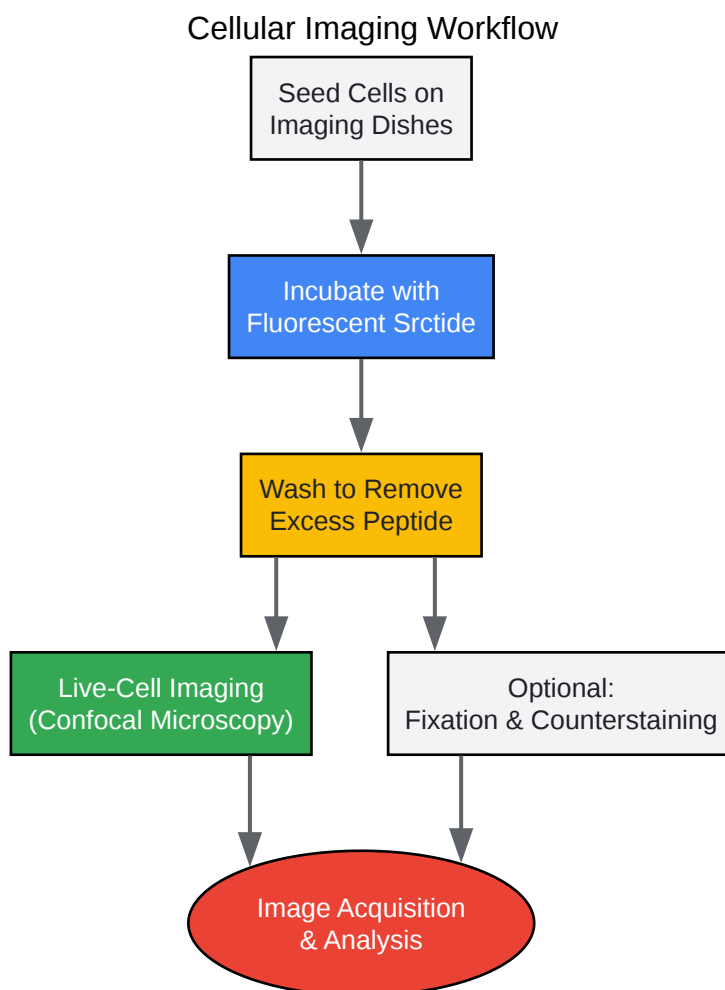 Cellular Imaging Workflow
Seed Cells on
Imaging Dishes
Incubate with
Fluorescent Srctide
Wash to Remove
Excess Peptide
Live-Cell Imaging
(Confocal Microscopy)
Optional:
Fixation & Counterstaining
Image Acquisition
& Analysis